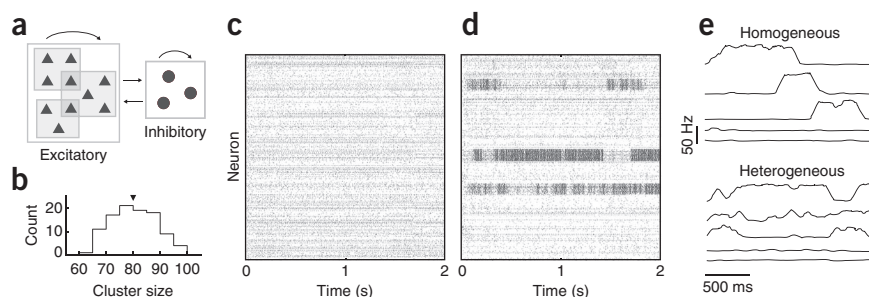 a
Excitatory
Inhibitory
b
Count
20
10
0
60 70 80 90 100
Cluster size
c
Neuron
0 1 2
Time (s)
d
0 1 2
Time (s)
e
Homogeneous
50 Hz
Heterogeneous
500 ms